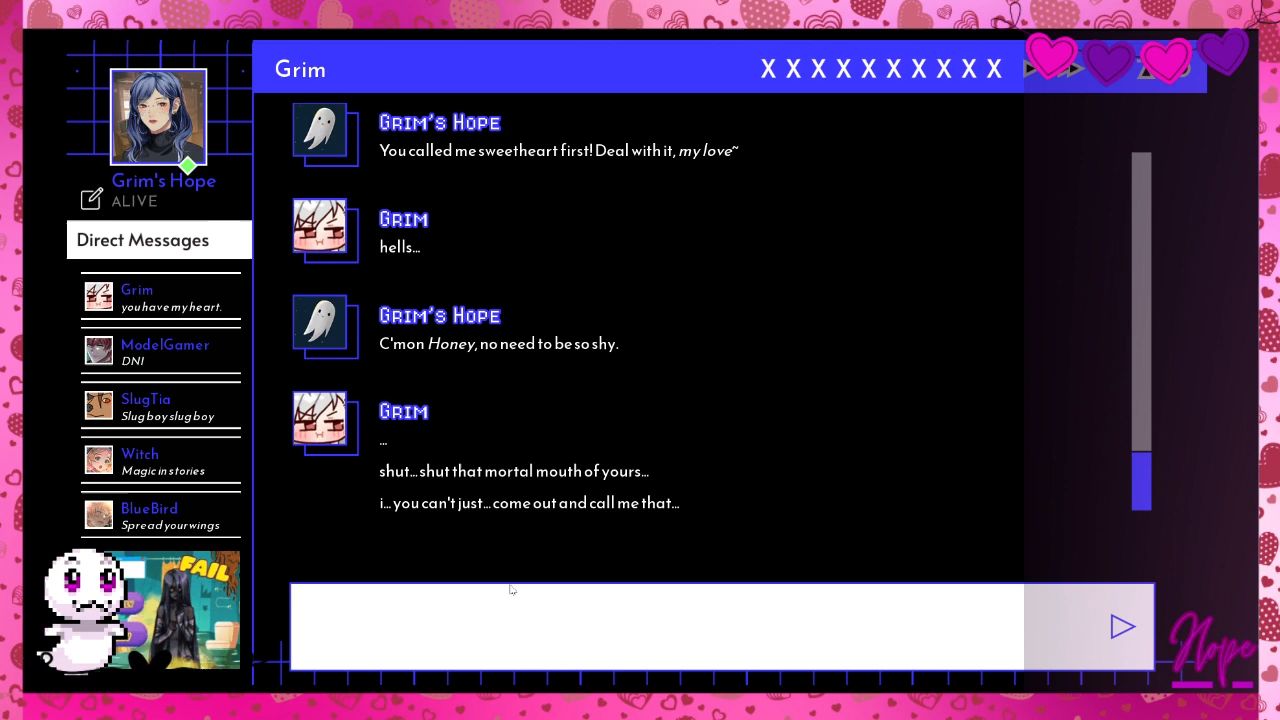 Grim
X X X X X X X X X X
Grim's Hope
ALIVE
Direct Messages
Grim
you have my heart.
ModelGamer
DNI
SlugTia
Slug boy slug boy
Witch
Magic in stories
BlueBird
Spread your wings
FAIL
Grim's Hope
You called me sweetheart first! Deal with it, my love~
Grim
hells...
Grim's Hope
C'mon Honey, no need to be so shy.
Grim
...
shut... shut that mortal mouth of yours...
i... you can't just... come out and call me that...
Hope